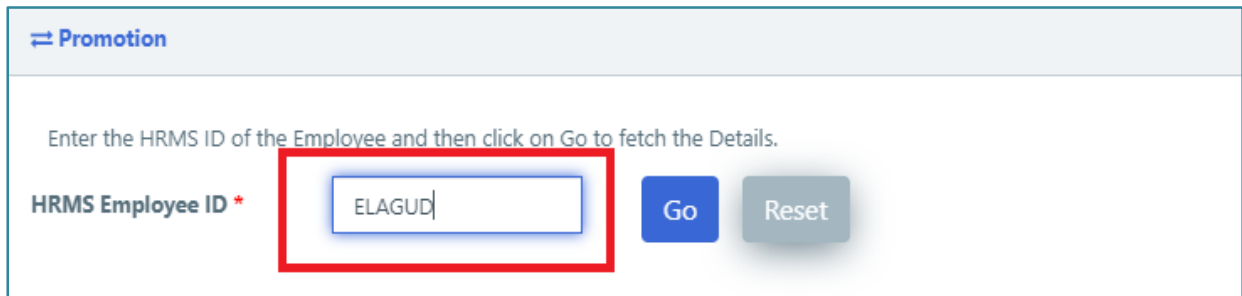 Promotion
Enter the HRMS ID of the Employee and then click on Go to fetch the Details.
HRMS Employee ID * ELAGUD Go Reset